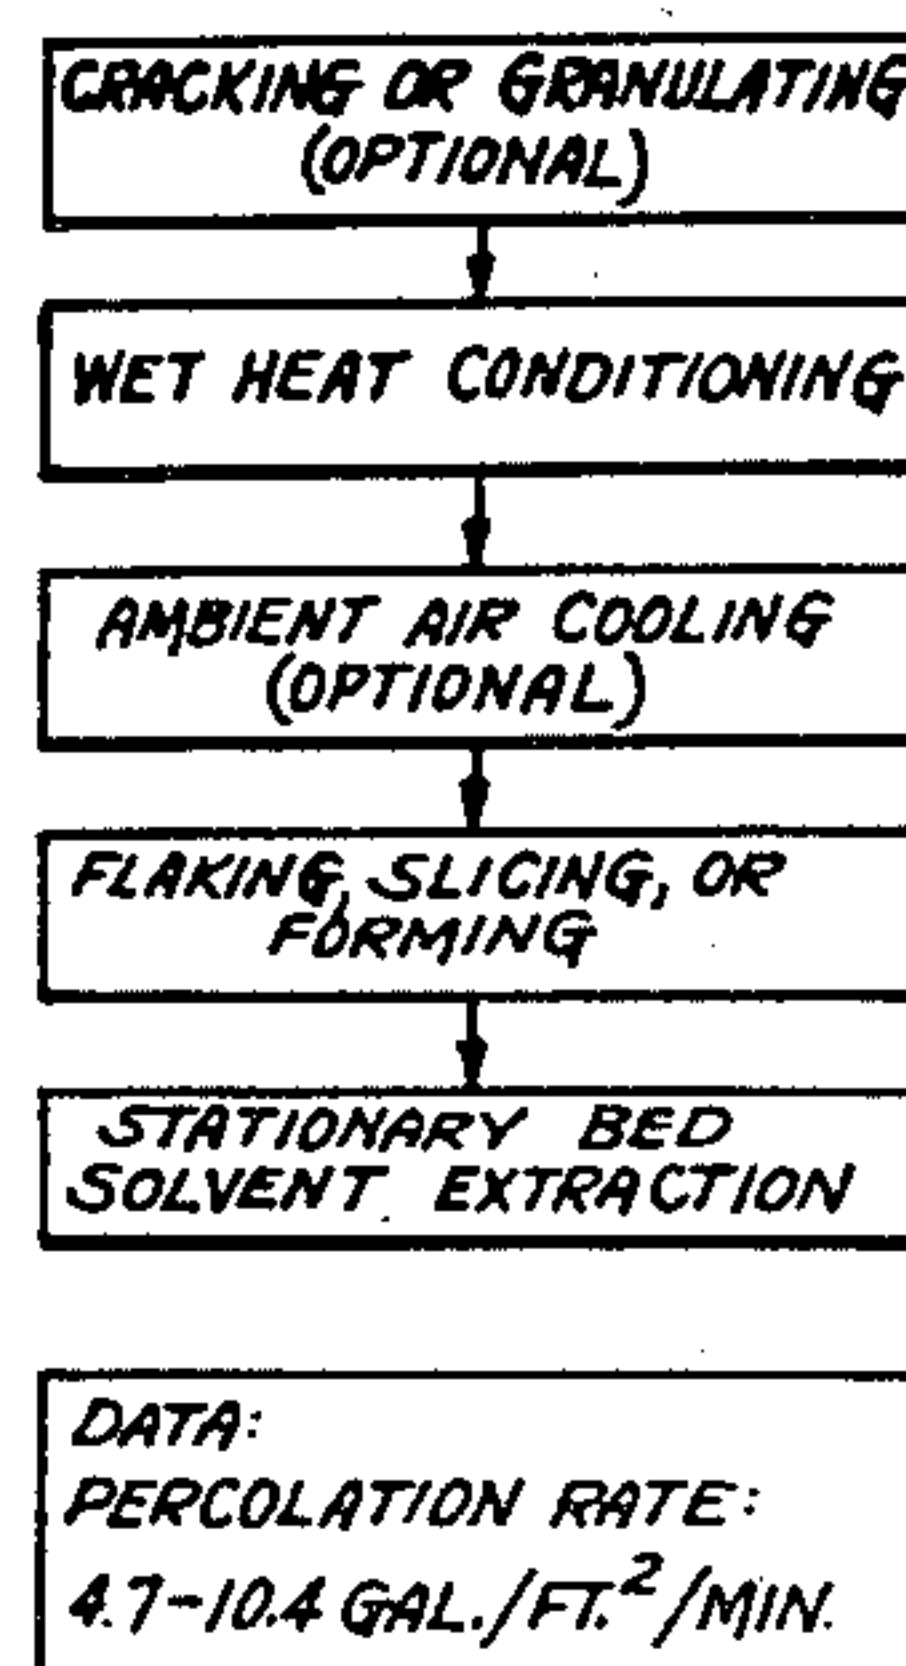 CRACKING OR GRANULATING
(OPTIONAL)
WET HEAT CONDITIONING
AMBIENT AIR COOLING
(OPTIONAL)
FLAKING, SLICING, OR
FORMING
STATIONARY BED
SOLVENT EXTRACTION
DATA:
PERCOLATION RATE:
4.7-10.4 GAL./FT.²/MIN.